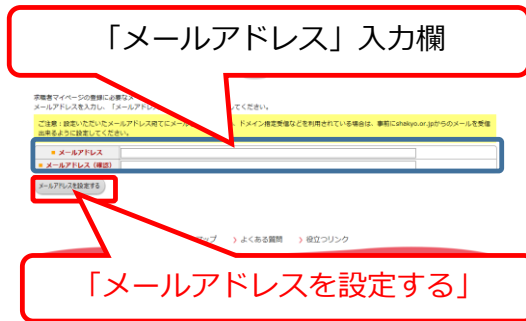 「メールアドレス」入力欄
求職者マイページの登録に必要なメ
メールアドレスを入力し、「メールアド
してください。
ご注意:設定いただいたメールアドレス宛てにメー
、ドメイン指定受信などを利用されている場合は、事前にshakyo.or.jpからのメールを受信
出来るように設定してください。
メールアドレス
メールアドレス(確認)
メールアドレスを設定する
マップ
よくある質問
役立つリンク
「メールアドレスを設定する」